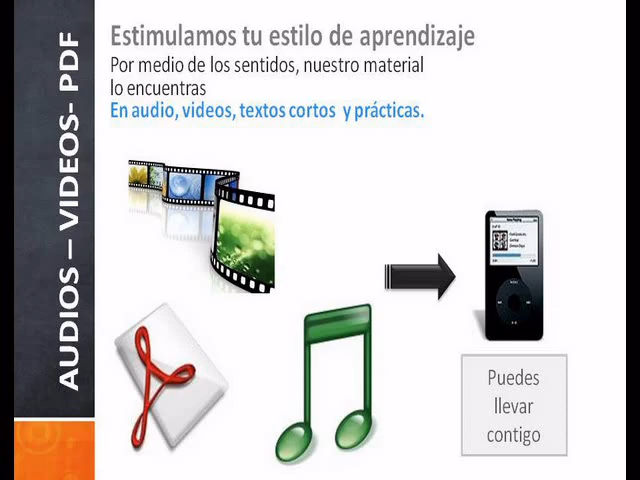 AUDIOS – VIDEOS- PDF
Estimulamos tu estilo de aprendizaje
Por medio de los sentidos, nuestro material
lo encuentras
En audio, videos, textos cortos y prácticas.
Puedes
llevar
contigo